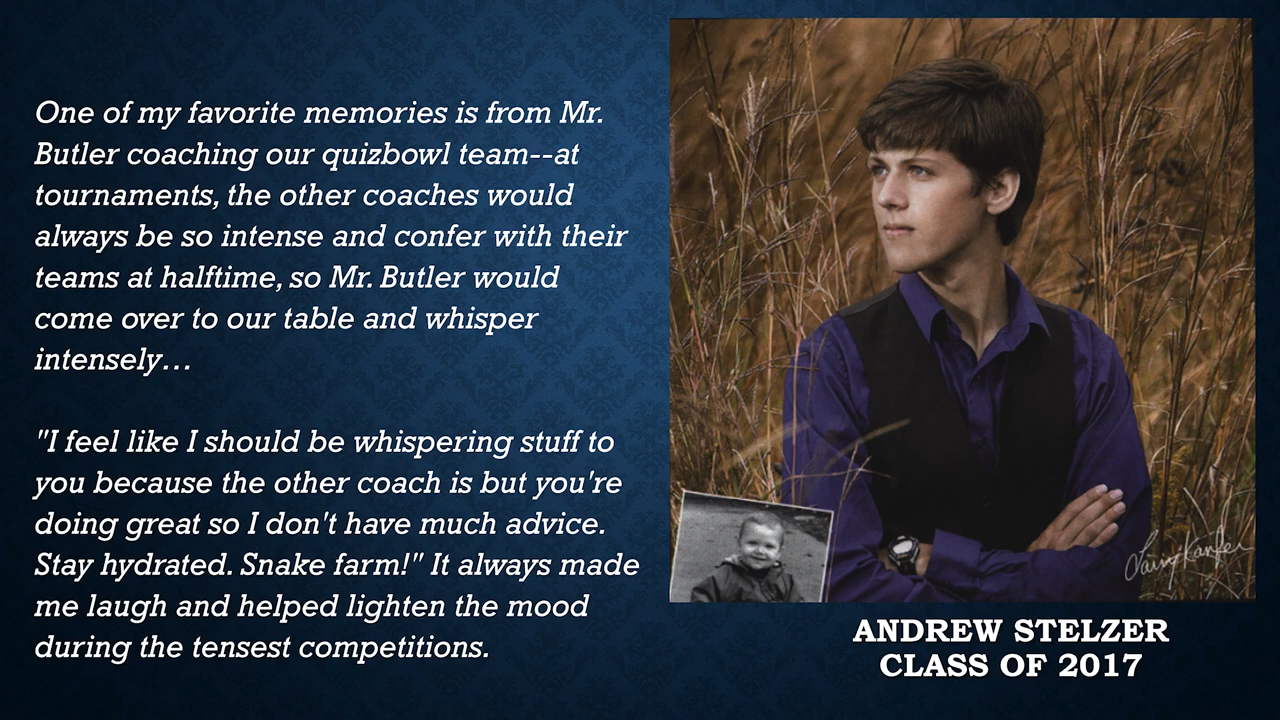 One of my favorite memories is from Mr.
Butler coaching our quizbowl team--at
tournaments, the other coaches would
always be so intense and confer with their
teams at halftime, so Mr. Butler would
come over to our table and whisper
intensely…
"I feel like I should be whispering stuff to
you because the other coach is but you're
doing great so I don't have much advice.
Stay hydrated. Snake farm!" It always made
me laugh and helped lighten the mood
during the tensest competitions.
Larry Kanfer
ANDREW STELZER
CLASS OF 2017